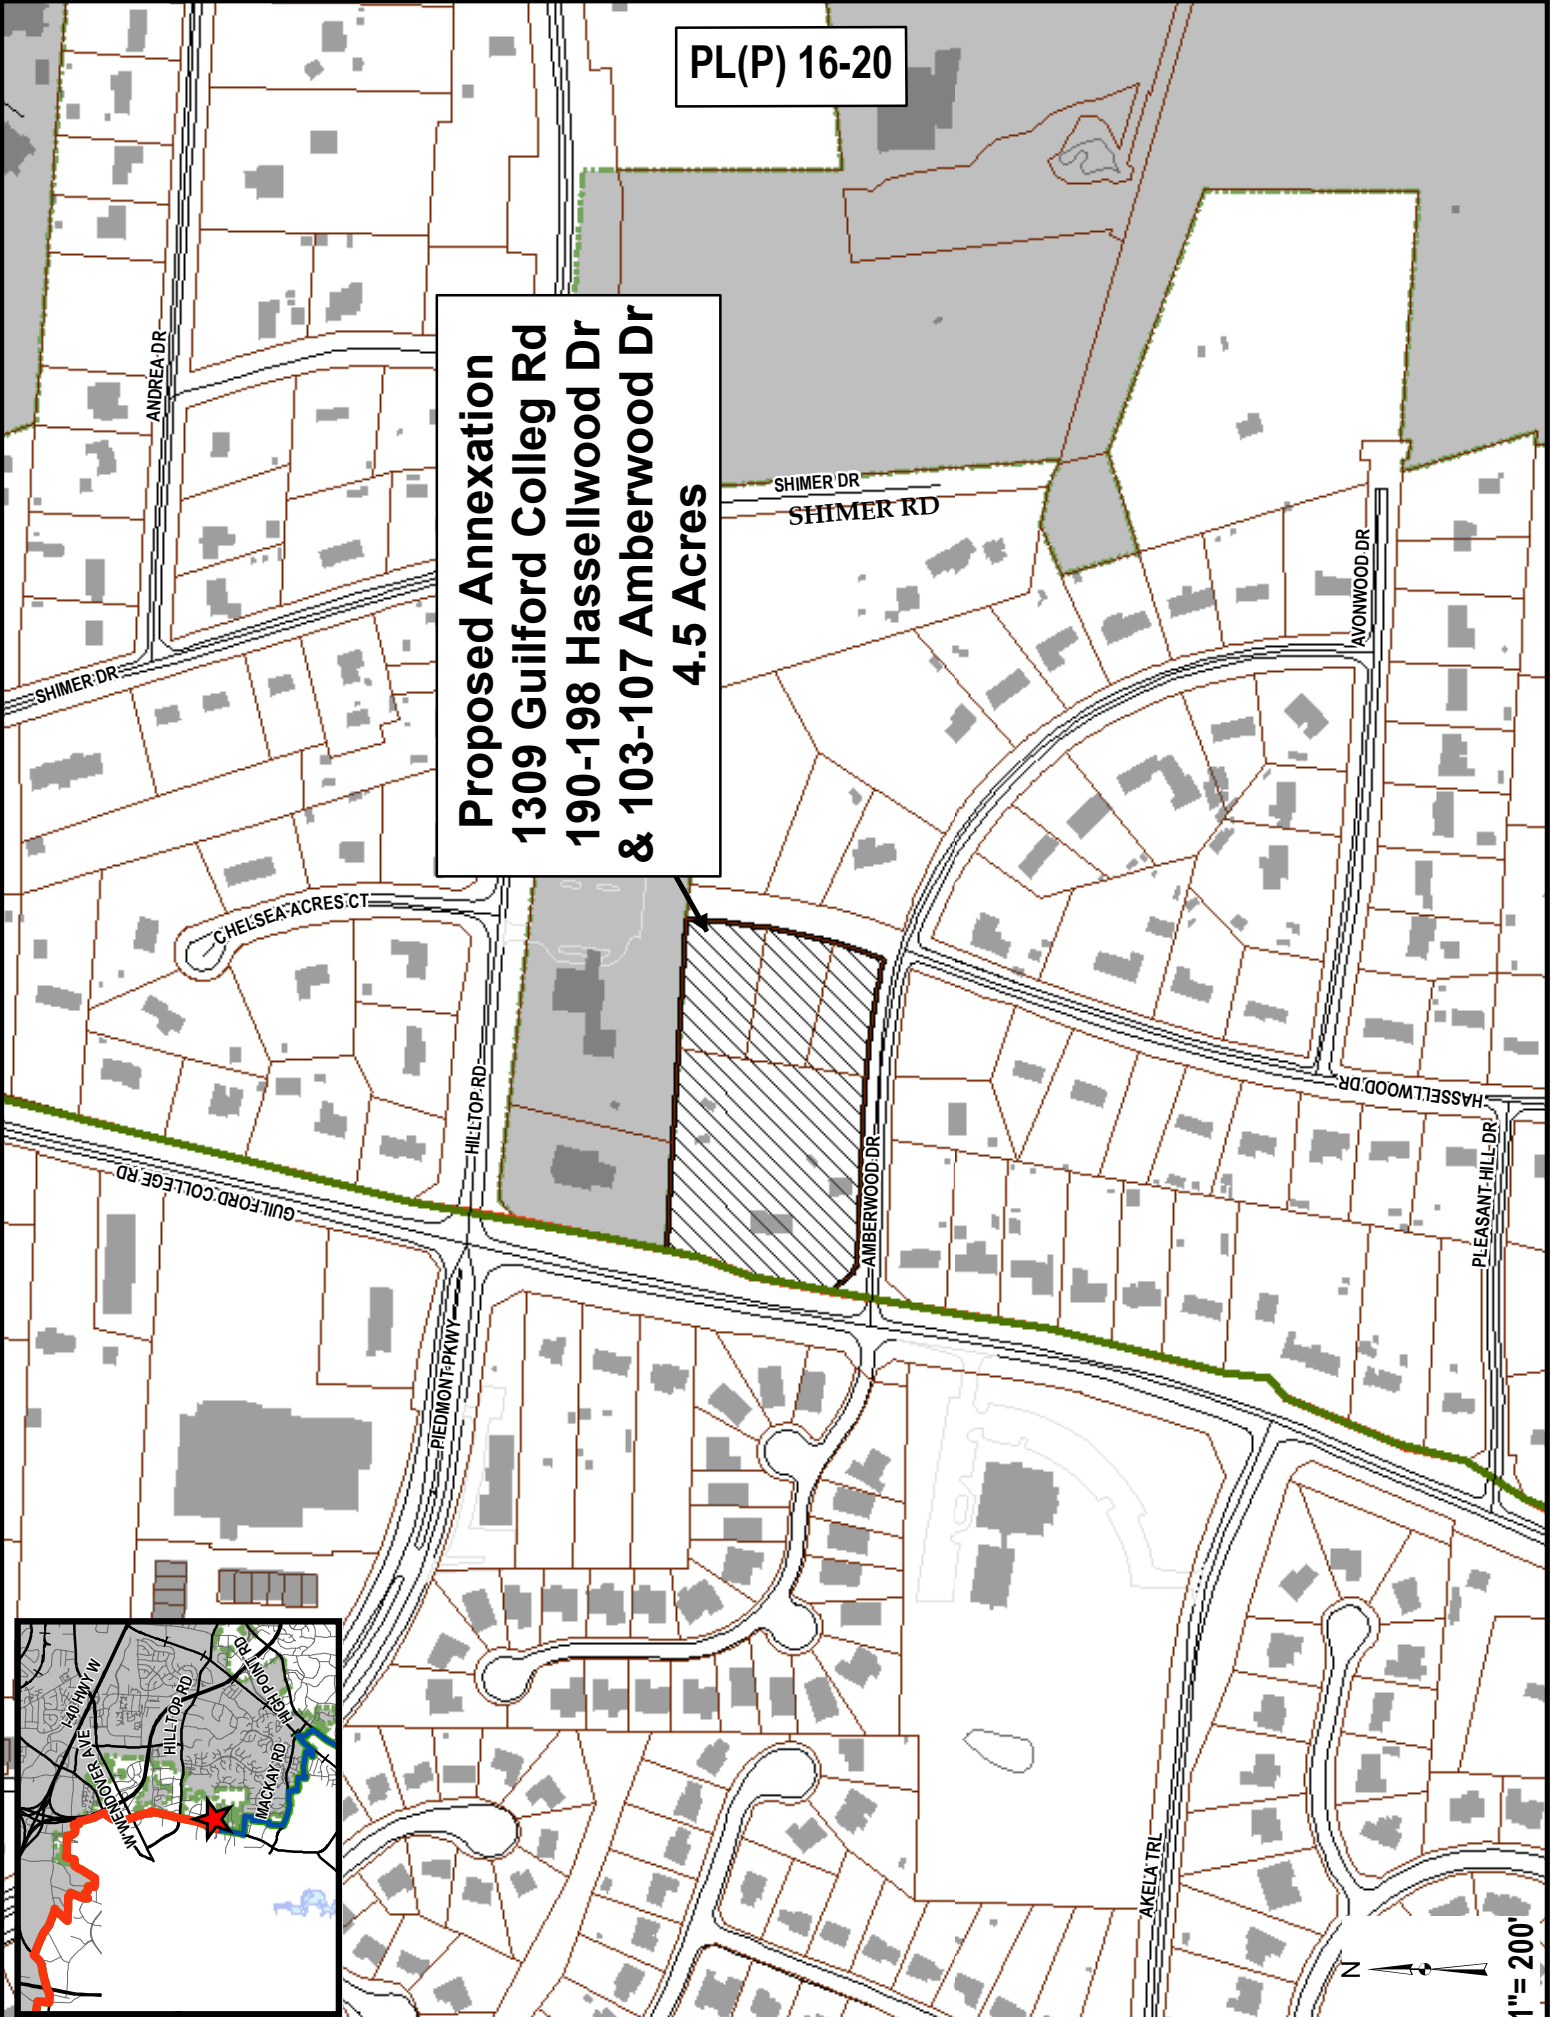 PL(P) 16-20
Proposed Annexation
1309 Guilford Colleg Rd
190-198 Hassellwood Dr
& 103-107 Amberwood Dr
4.5 Acres
ANDREA DR
SHIMER DR
SHIMER DR
SHIMER RD
CHELSEA ACRES CT
HILLTOP RD
GUILFORD COLLEGE RD
PIEDMONT PKWY
AMBERWOOD DR
AVONWOOD DR
HASSELLWOOD DR
PLEASANT HILL DR
AKELA TRL
I-40 HWY W
W WENDOVER AVE
HILLTOP RD
HIGH POINT RD
MACKAY RD
N
1"= 200'